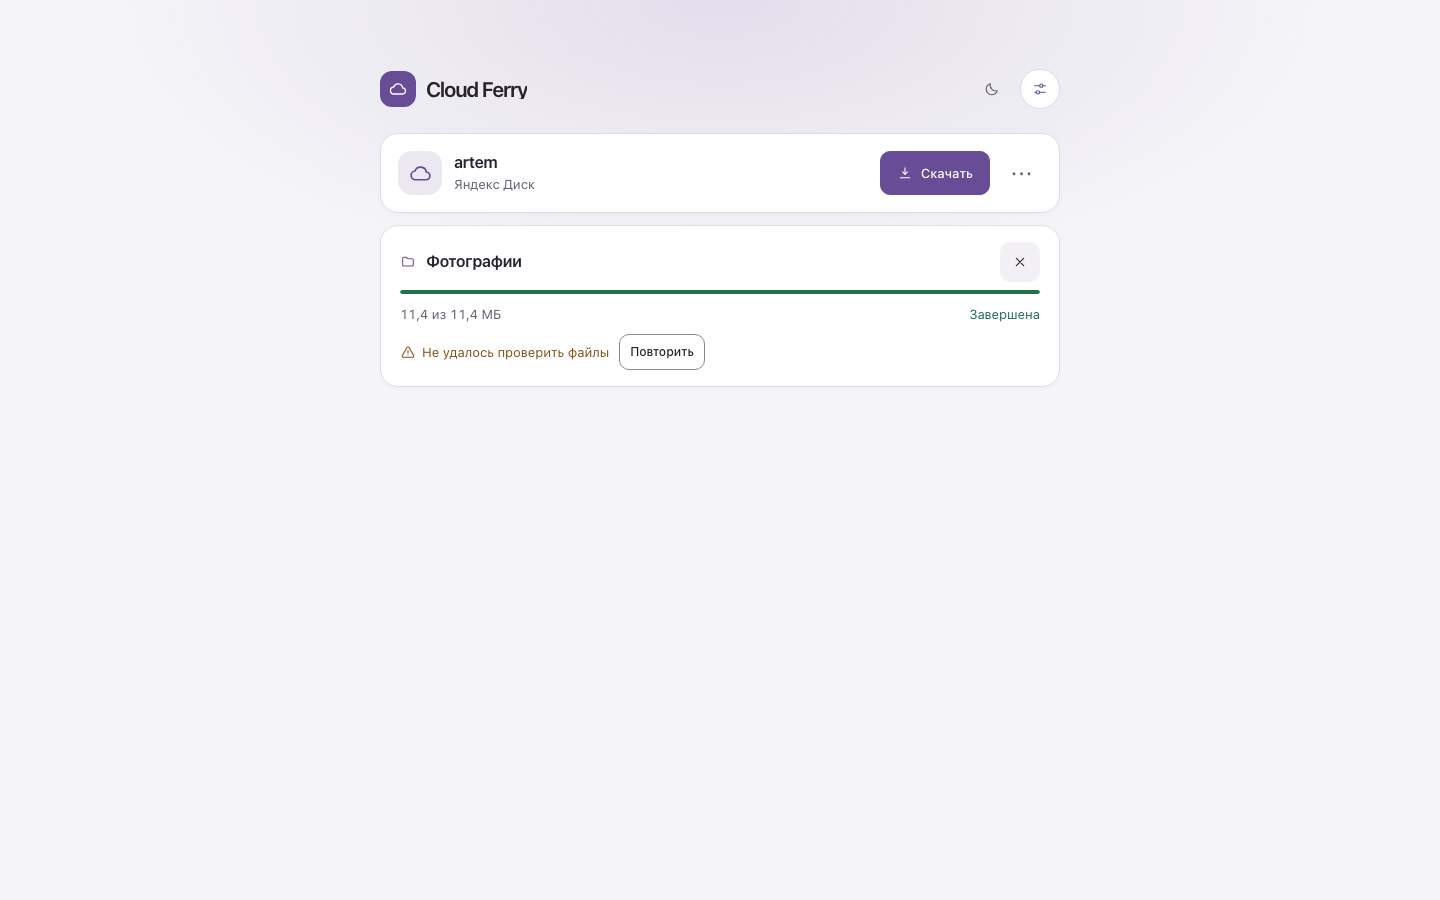 Cloud Ferry
artem
Яндекс Диск
Скачать
Фотографии
11,4 из 11,4 МБ
Завершена
Не удалось проверить файлы
Повторить